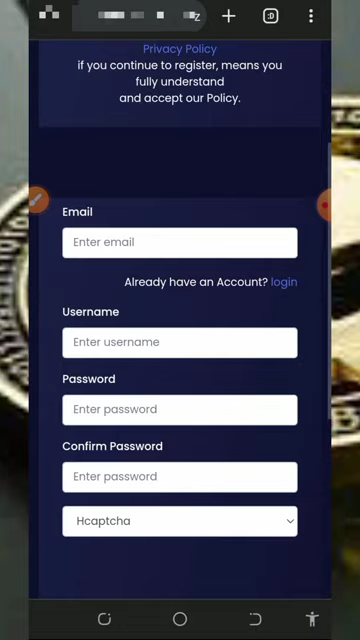 z
:D
Privacy Policy
if you continue to register, means you
fully understand
and accept our Policy.
Email
Enter email
Already have an Account? login
Username
Enter username
Password
Enter password
Confirm Password
Enter password
Hcaptcha